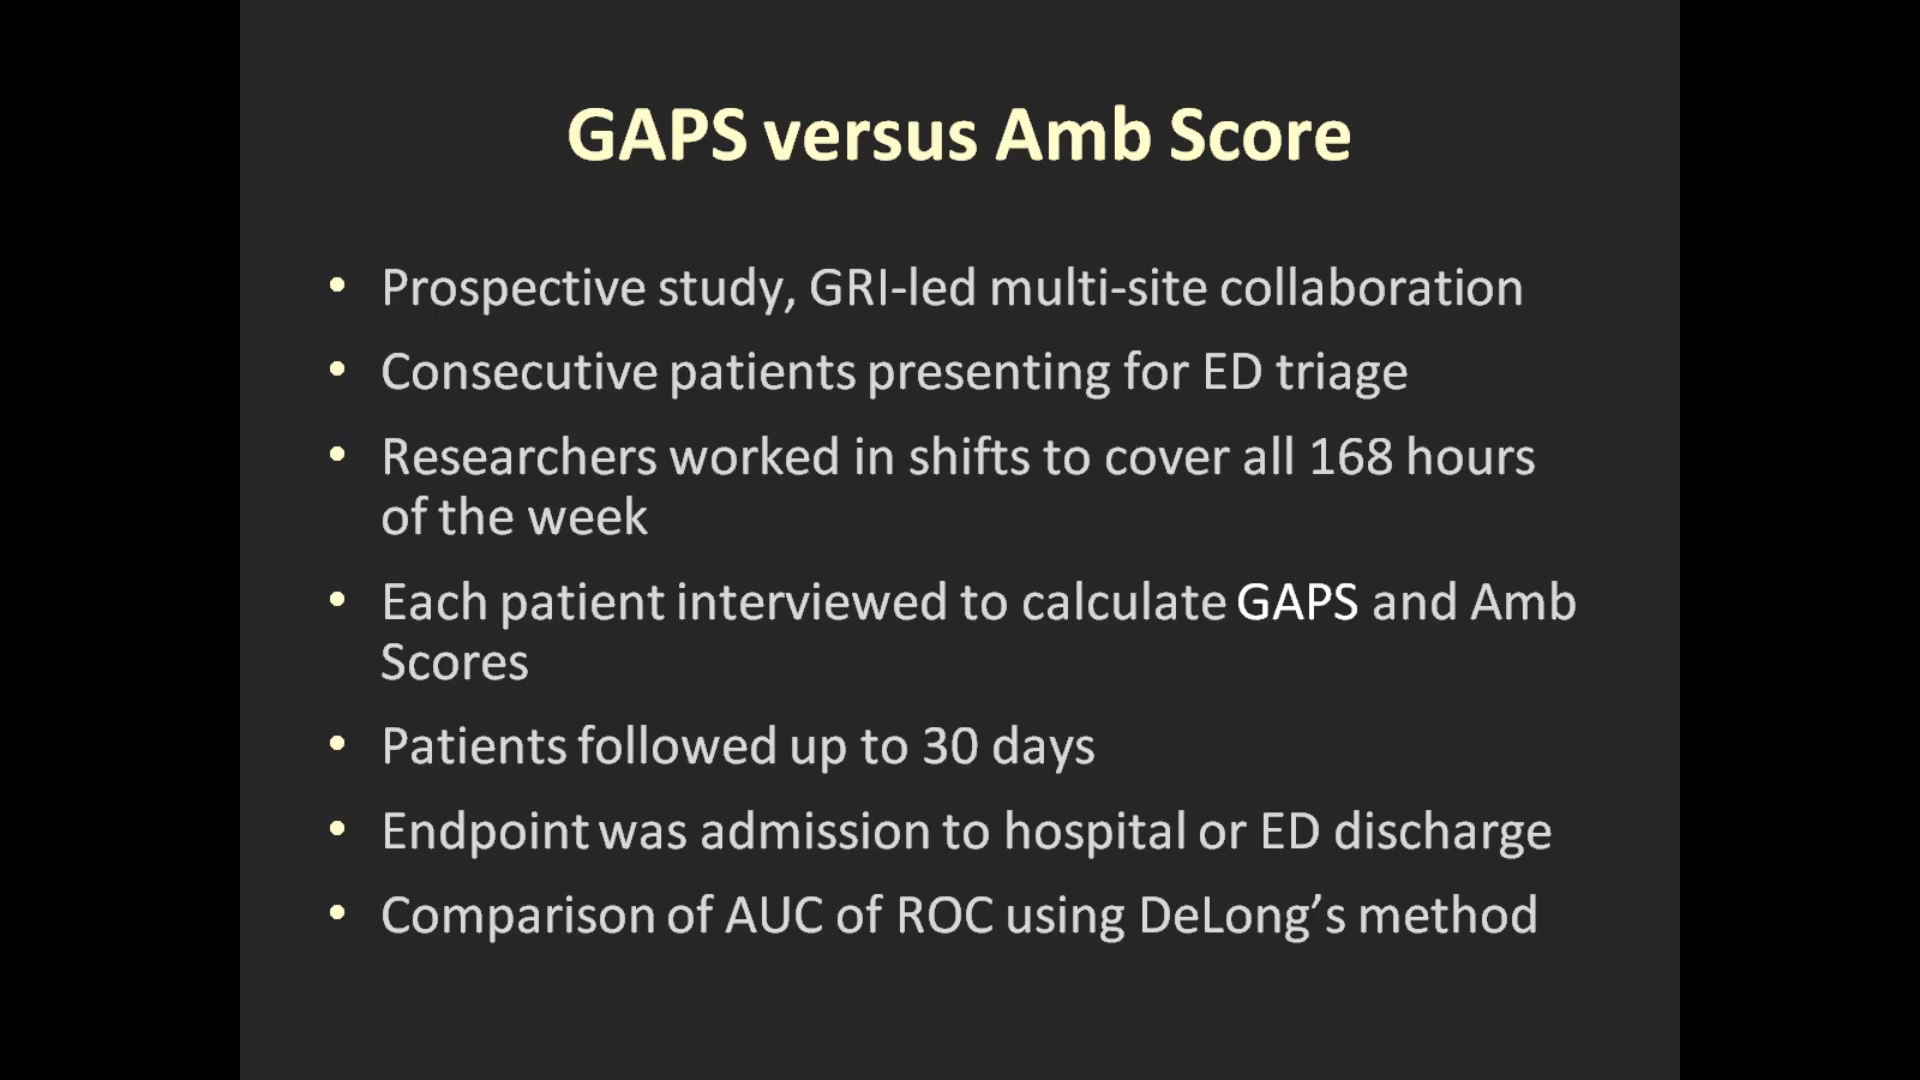 GAPS versus Amb Score
• Prospective study, GRI-led multi-site collaboration
• Consecutive patients presenting for ED triage
• Researchers worked in shifts to cover all 168 hours
of the week
• Each patient interviewed to calculate GAPS and Amb
Scores
• Patients followed up to 30 days
• Endpoint was admission to hospital or ED discharge
• Comparison of AUC of ROC using DeLong’s method